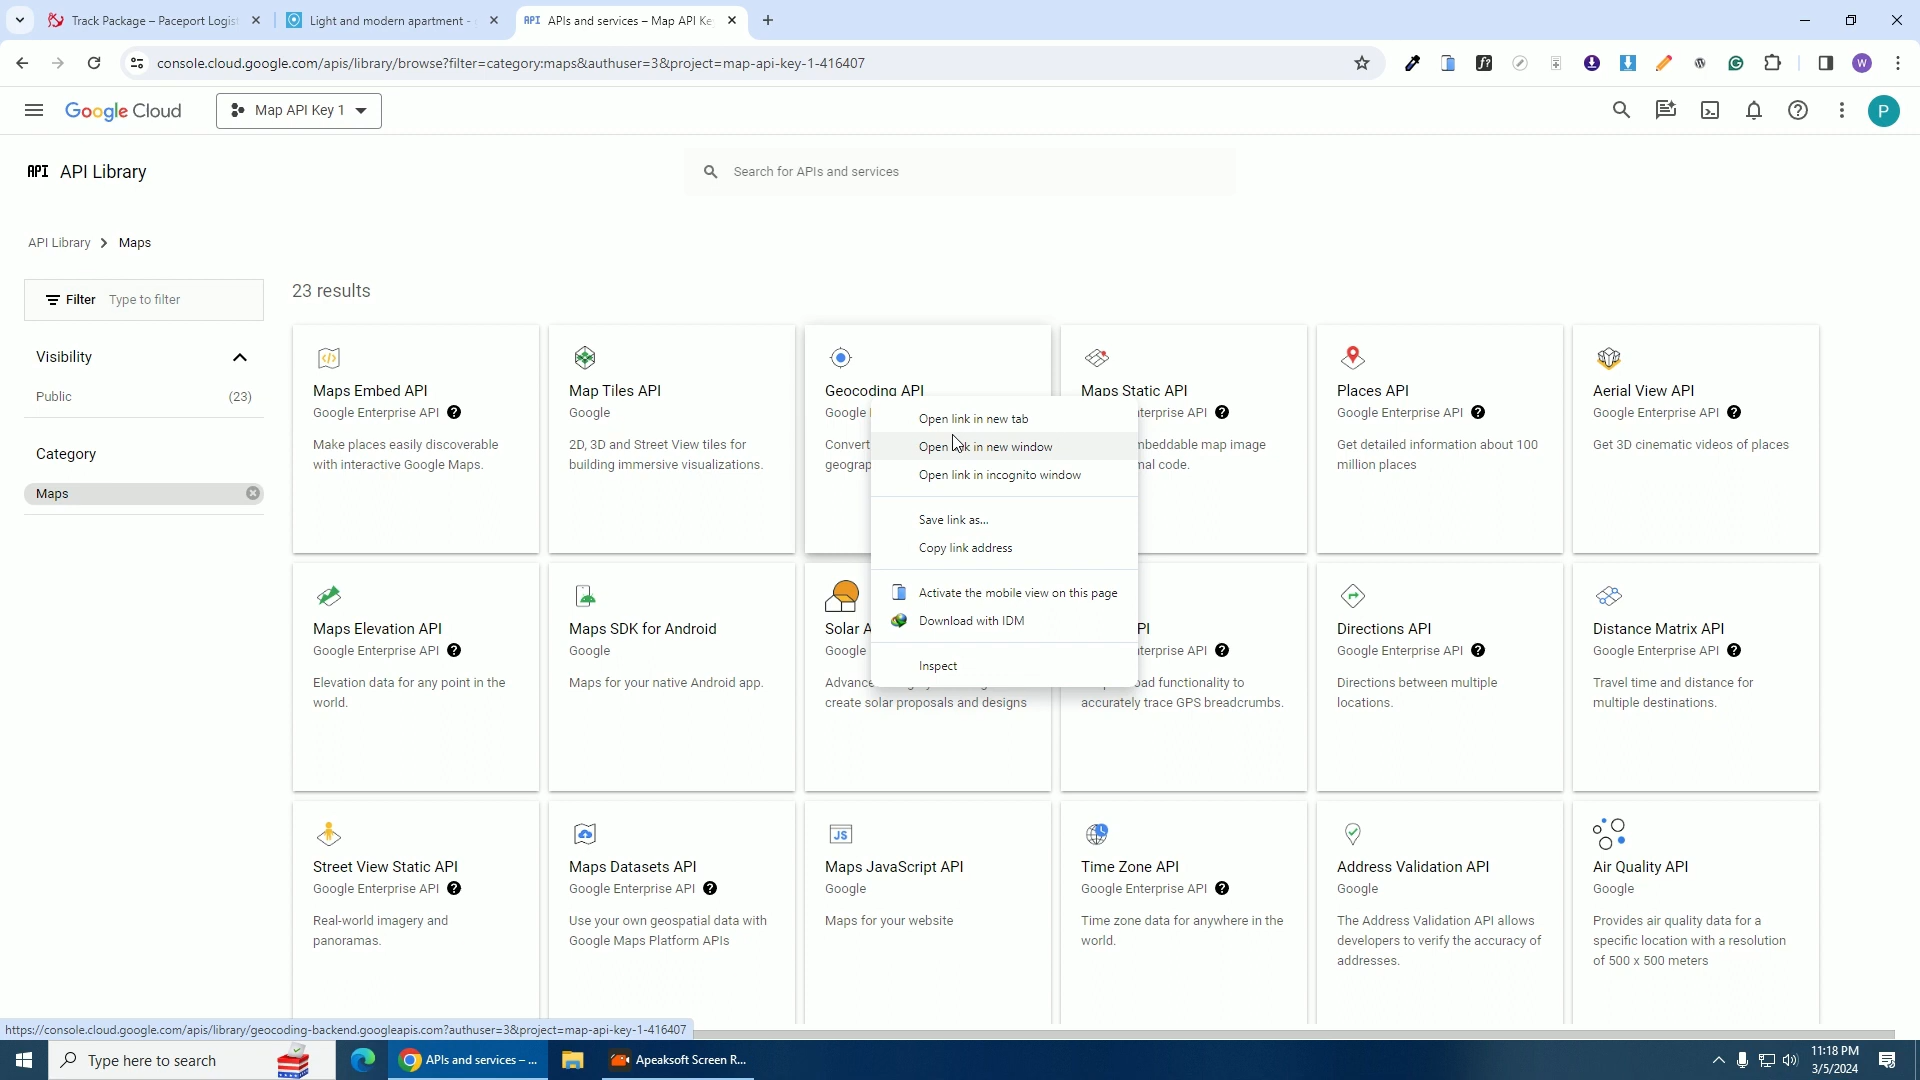 Track Package – Paceport Logist
Light and modern apartment -
API APIs and services – Map API Ke
console.cloud.google.com/apis/library/browse?filter=category:maps&authuser=3&project=map-api-key-1-416407
W
Google Cloud
Map API Key 1
P
API API Library
Search for APIs and services
API Library
Maps
Filter Type to filter
23 results
Visibility
Public (23)
Category
Maps
Maps Embed API
Google Enterprise API
Make places easily discoverable
with interactive Google Maps.
Map Tiles API
Google
2D, 3D and Street View tiles for
building immersive visualizations.
Geocoding API
Google
Convert
geograp
Maps Static API
terprise API
mbeddable map image
nal code.
Places API
Google Enterprise API
Get detailed information about 100
million places
Aerial View API
Google Enterprise API
Get 3D cinematic videos of places
Open link in new tab
Open link in new window
Open link in incognito window
Save link as...
Copy link address
Activate the mobile view on this page
Download with IDM
Inspect
Maps Elevation API
Google Enterprise API
Elevation data for any point in the
world.
Maps SDK for Android
Google
Maps for your native Android app.
Solar A
Google
Advance
create solar proposals and designs
PI
terprise API
ad functionality to
accurately trace GPS breadcrumbs.
Directions API
Google Enterprise API
Directions between multiple
locations.
Distance Matrix API
Google Enterprise API
Travel time and distance for
multiple destinations.
Street View Static API
Google Enterprise API
Real-world imagery and
panoramas.
Maps Datasets API
Google Enterprise API
Use your own geospatial data with
Google Maps Platform APIs
JS
Maps JavaScript API
Google
Maps for your website
Time Zone API
Google Enterprise API
Time zone data for anywhere in the
world.
Address Validation API
Google
The Address Validation API allows
developers to verify the accuracy of
addresses.
Air Quality API
Google
Provides air quality data for a
specific location with a resolution
of 500 x 500 meters
https://console.cloud.google.com/apis/library/geocoding-backend.googleapis.com?authuser=3&project=map-api-key-1-416407
Type here to search
APIs and services – ...
Apeaksoft Screen R...
11:18 PM
3/5/2024